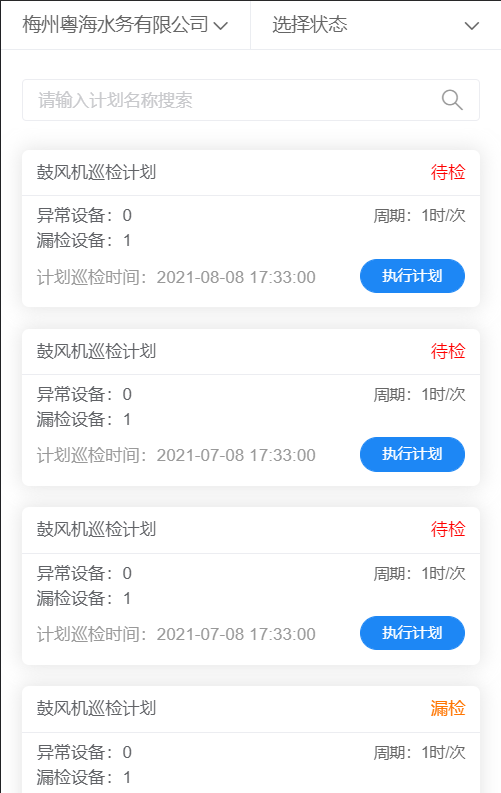 梅州粤海水务有限公司 选择状态
请输入计划名称搜索
鼓风机巡检计划 待检
异常设备：0 周期：1时/次
漏检设备：1
计划巡检时间：2021-08-08 17:33:00 执行计划
鼓风机巡检计划 待检
异常设备：0 周期：1时/次
漏检设备：1
计划巡检时间：2021-07-08 17:33:00 执行计划
鼓风机巡检计划 待检
异常设备：0 周期：1时/次
漏检设备：1
计划巡检时间：2021-07-08 17:33:00 执行计划
鼓风机巡检计划 漏检
异常设备：0 周期：1时/次
漏检设备：1